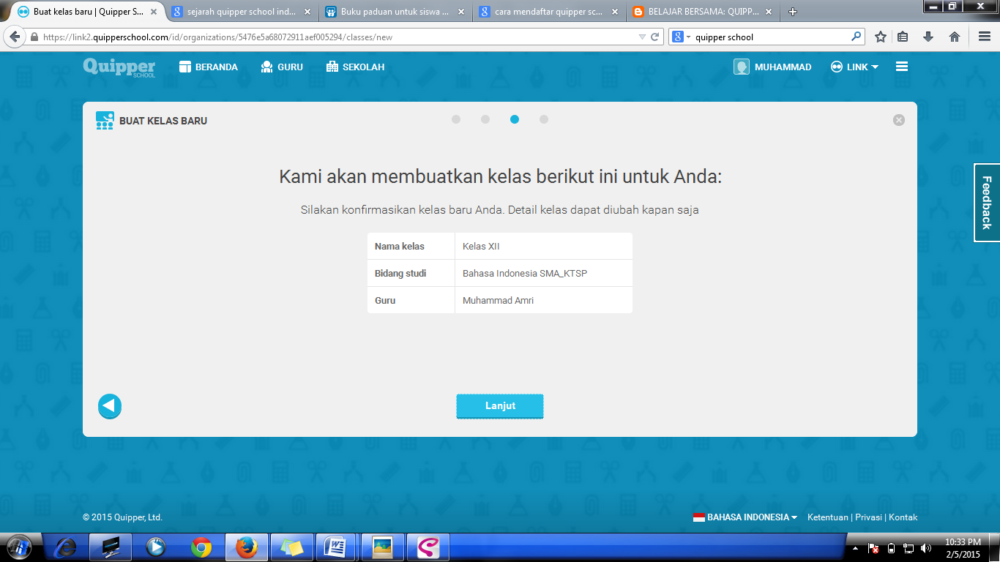 Buat kelas baru | Quipper S...
sejarah quipper school ind...
Buku paduan untuk siswa ...
cara mendaftar quipper sc...
BELAJAR BERSAMA: QUIPP...
https://link2.quipperschool.com/id/organizations/5476e5a68072911aef005294/classes/new
quipper school
Quipper
SCHOOL
BERANDA
GURU
SEKOLAH
MUHAMMAD
LINK
BUAT KELAS BARU
Kami akan membuatkan kelas berikut ini untuk Anda:
Silakan konfirmasikan kelas baru Anda. Detail kelas dapat diubah kapan saja
Nama kelas Kelas XII
Bidang studi Bahasa Indonesia SMA_KTSP
Guru Muhammad Amri
Feedback
Lanjut
© 2015 Quipper, Ltd.
BAHASA INDONESIA
Ketentuan | Privasi | Kontak
10:33 PM
2/5/2015